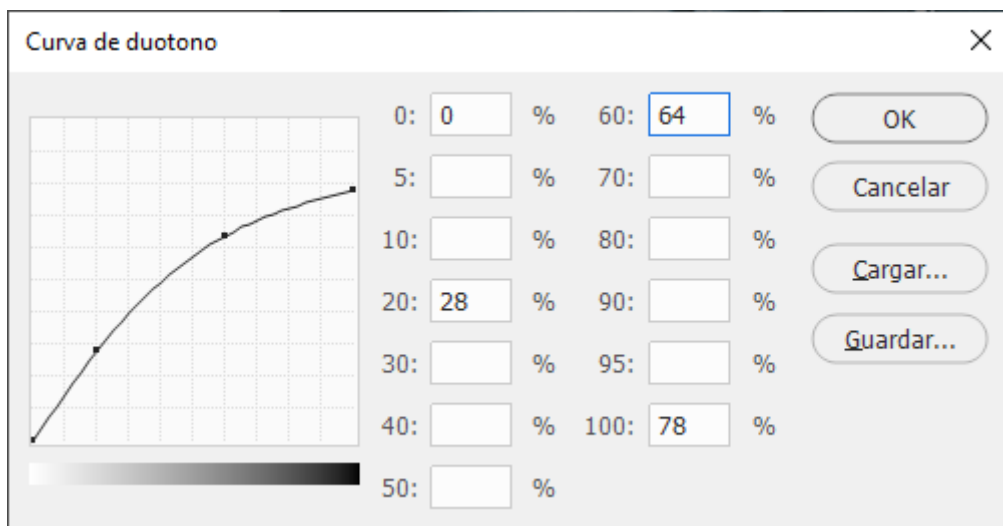 Curva de duotono
0: 0 % 60: 64 % OK
5: % 70: % Cancelar
10: % 80: %
20: 28 % 90: % Cargar...
30: % 95: % Guardar...
40: % 100: 78 %
50: %